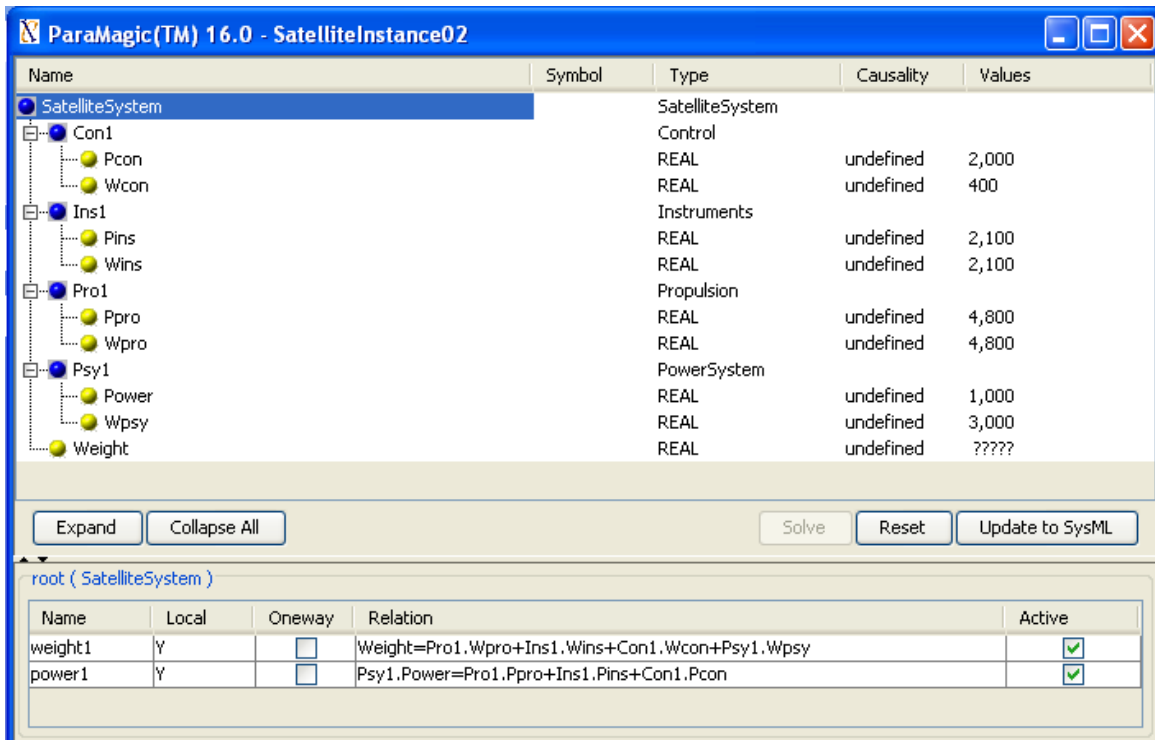 ParaMagic(TM) 16.0 - SatelliteInstance02
Name Symbol Type Causality Values
SatelliteSystem SatelliteSystem
Con1 Control
Pcon REAL undefined 2,000
Wcon REAL undefined 400
Ins1 Instruments
Pins REAL undefined 2,100
Wins REAL undefined 2,100
Pro1 Propulsion
Ppro REAL undefined 4,800
Wpro REAL undefined 4,800
Psy1 PowerSystem
Power REAL undefined 1,000
Wpsy REAL undefined 3,000
Weight REAL undefined ?????
Expand Collapse All Solve Reset Update to SysML
root ( SatelliteSystem )
Name Local Oneway Relation Active
weight1 Y Weight=Pro1.Wpro+Ins1.Wins+Con1.Wcon+Psy1.Wpsy
power1 Y Psy1.Power=Pro1.Ppro+Ins1.Pins+Con1.Pcon